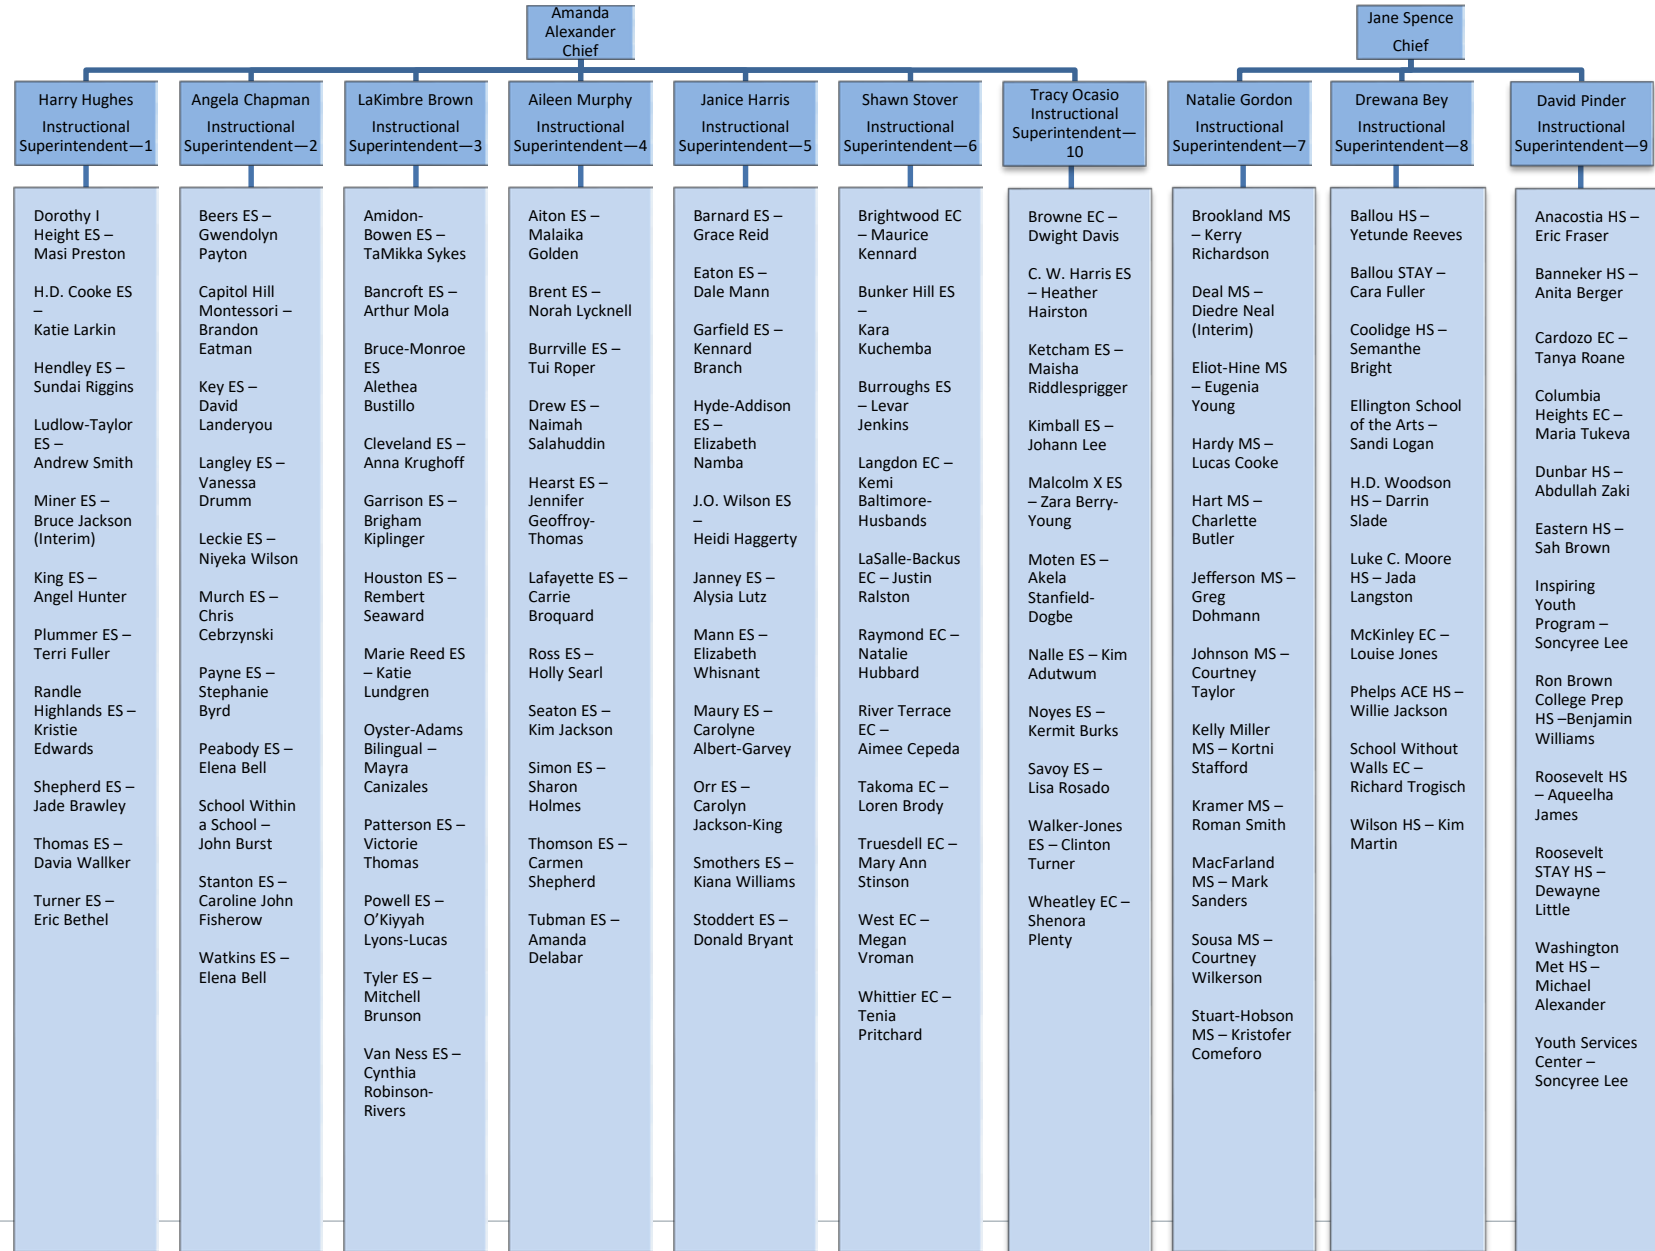 Amanda
Alexander
Chief
Jane Spence
Chief
Harry Hughes
Instructional
Superintendent—1
Angela Chapman
Instructional
Superintendent—2
LaKimbre Brown
Instructional
Superintendent—3
Aileen Murphy
Instructional
Superintendent—4
Janice Harris
Instructional
Superintendent—5
Shawn Stover
Instructional
Superintendent—6
Tracy Ocasio
Instructional
Superintendent—
10
Natalie Gordon
Instructional
Superintendent—7
Drewana Bey
Instructional
Superintendent—8
David Pinder
Instructional
Superintendent—9
Dorothy I
Height ES –
Masi Preston
H.D. Cooke ES
–
Katie Larkin
Hendley ES –
Sundai Riggins
Ludlow-Taylor
ES –
Andrew Smith
Miner ES –
Bruce Jackson
(Interim)
King ES –
Angel Hunter
Plummer ES –
Terri Fuller
Randle
Highlands ES –
Kristie
Edwards
Shepherd ES –
Jade Brawley
Thomas ES –
Davia Wallker
Turner ES –
Eric Bethel
Beers ES –
Gwendolyn
Payton
Capitol Hill
Montessori –
Brandon
Eatman
Key ES –
David
Landeryou
Langley ES –
Vanessa
Drumm
Leckie ES –
Niyeka Wilson
Murch ES –
Chris
Cebrzynski
Payne ES –
Stephanie
Byrd
Peabody ES –
Elena Bell
School Within
a School –
John Burst
Stanton ES –
Caroline John
Fisherow
Watkins ES –
Elena Bell
Amidon-
Bowen ES –
TaMikka Sykes
Bancroft ES –
Arthur Mola
Bruce-Monroe
ES
Alethea
Bustillo
Cleveland ES –
Anna Krughoff
Garrison ES –
Brigham
Kiplinger
Houston ES –
Rembert
Seaward
Marie Reed ES
– Katie
Lundgren
Oyster-Adams
Bilingual –
Mayra
Canizales
Patterson ES –
Victorie
Thomas
Powell ES –
O’Kiyyah
Lyons-Lucas
Tyler ES –
Mitchell
Brunson
Van Ness ES –
Cynthia
Robinson-
Rivers
Aiton ES –
Malaika
Golden
Brent ES –
Norah Lycknell
Burrville ES –
Tui Roper
Drew ES –
Naimah
Salahuddin
Hearst ES –
Jennifer
Geoffroy-
Thomas
Lafayette ES –
Carrie
Broquard
Ross ES –
Holly Searl
Seaton ES –
Kim Jackson
Simon ES –
Sharon
Holmes
Thomson ES –
Carmen
Shepherd
Tubman ES –
Amanda
Delabar
Barnard ES –
Grace Reid
Eaton ES –
Dale Mann
Garfield ES –
Kennard
Branch
Hyde-Addison
ES –
Elizabeth
Namba
J.O. Wilson ES
–
Heidi Haggerty
Janney ES –
Alysia Lutz
Mann ES –
Elizabeth
Whisnant
Maury ES –
Carolyne
Albert-Garvey
Orr ES –
Carolyn
Jackson-King
Smothers ES –
Kiana Williams
Stoddert ES –
Donald Bryant
Brightwood EC
– Maurice
Kennard
Bunker Hill ES
–
Kara
Kuchemba
Burroughs ES
– Levar
Jenkins
Langdon EC –
Kemi
Baltimore-
Husbands
LaSalle-Backus
EC – Justin
Ralston
Raymond EC –
Natalie
Hubbard
River Terrace
EC –
Aimee Cepeda
Takoma EC –
Loren Brody
Truesdell EC –
Mary Ann
Stinson
West EC –
Megan
Vroman
Whittier EC –
Tenia
Pritchard
Browne EC –
Dwight Davis
C. W. Harris ES
– Heather
Hairston
Ketcham ES –
Maisha
Riddlesprigger
Kimball ES –
Johann Lee
Malcolm X ES
– Zara Berry-
Young
Moten ES –
Akela
Stanfield-
Dogbe
Nalle ES – Kim
Adutwum
Noyes ES –
Kermit Burks
Savoy ES –
Lisa Rosado
Walker-Jones
ES – Clinton
Turner
Wheatley EC –
Shenora
Plenty
Brookland MS
– Kerry
Richardson
Deal MS –
Diedre Neal
(Interim)
Eliot-Hine MS
– Eugenia
Young
Hardy MS –
Lucas Cooke
Hart MS –
Charlette
Butler
Jefferson MS –
Greg
Dohmann
Johnson MS –
Courtney
Taylor
Kelly Miller
MS – Kortni
Stafford
Kramer MS –
Roman Smith
MacFarland
MS – Mark
Sanders
Sousa MS –
Courtney
Wilkerson
Stuart-Hobson
MS – Kristofer
Comeforo
Ballou HS –
Yetunde Reeves
Ballou STAY –
Cara Fuller
Coolidge HS –
Semanthe
Bright
Ellington School
of the Arts –
Sandi Logan
H.D. Woodson
HS – Darrin
Slade
Luke C. Moore
HS – Jada
Langston
McKinley EC –
Louise Jones
Phelps ACE HS –
Willie Jackson
School Without
Walls EC –
Richard Trogisch
Wilson HS – Kim
Martin
Anacostia HS –
Eric Fraser
Banneker HS –
Anita Berger
Cardozo EC –
Tanya Roane
Columbia
Heights EC –
Maria Tukeva
Dunbar HS –
Abdullah Zaki
Eastern HS –
Sah Brown
Inspiring
Youth
Program –
Soncyree Lee
Ron Brown
College Prep
HS –Benjamin
Williams
Roosevelt HS
– Aqueelha
James
Roosevelt
STAY HS –
Dewayne
Little
Washington
Met HS –
Michael
Alexander
Youth Services
Center –
Soncyree Lee